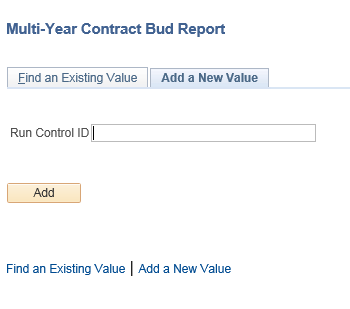 Multi-Year Contract Bud Report
Find an Existing Value Add a New Value
Run Control ID
Add
Find an Existing Value | Add a New Value